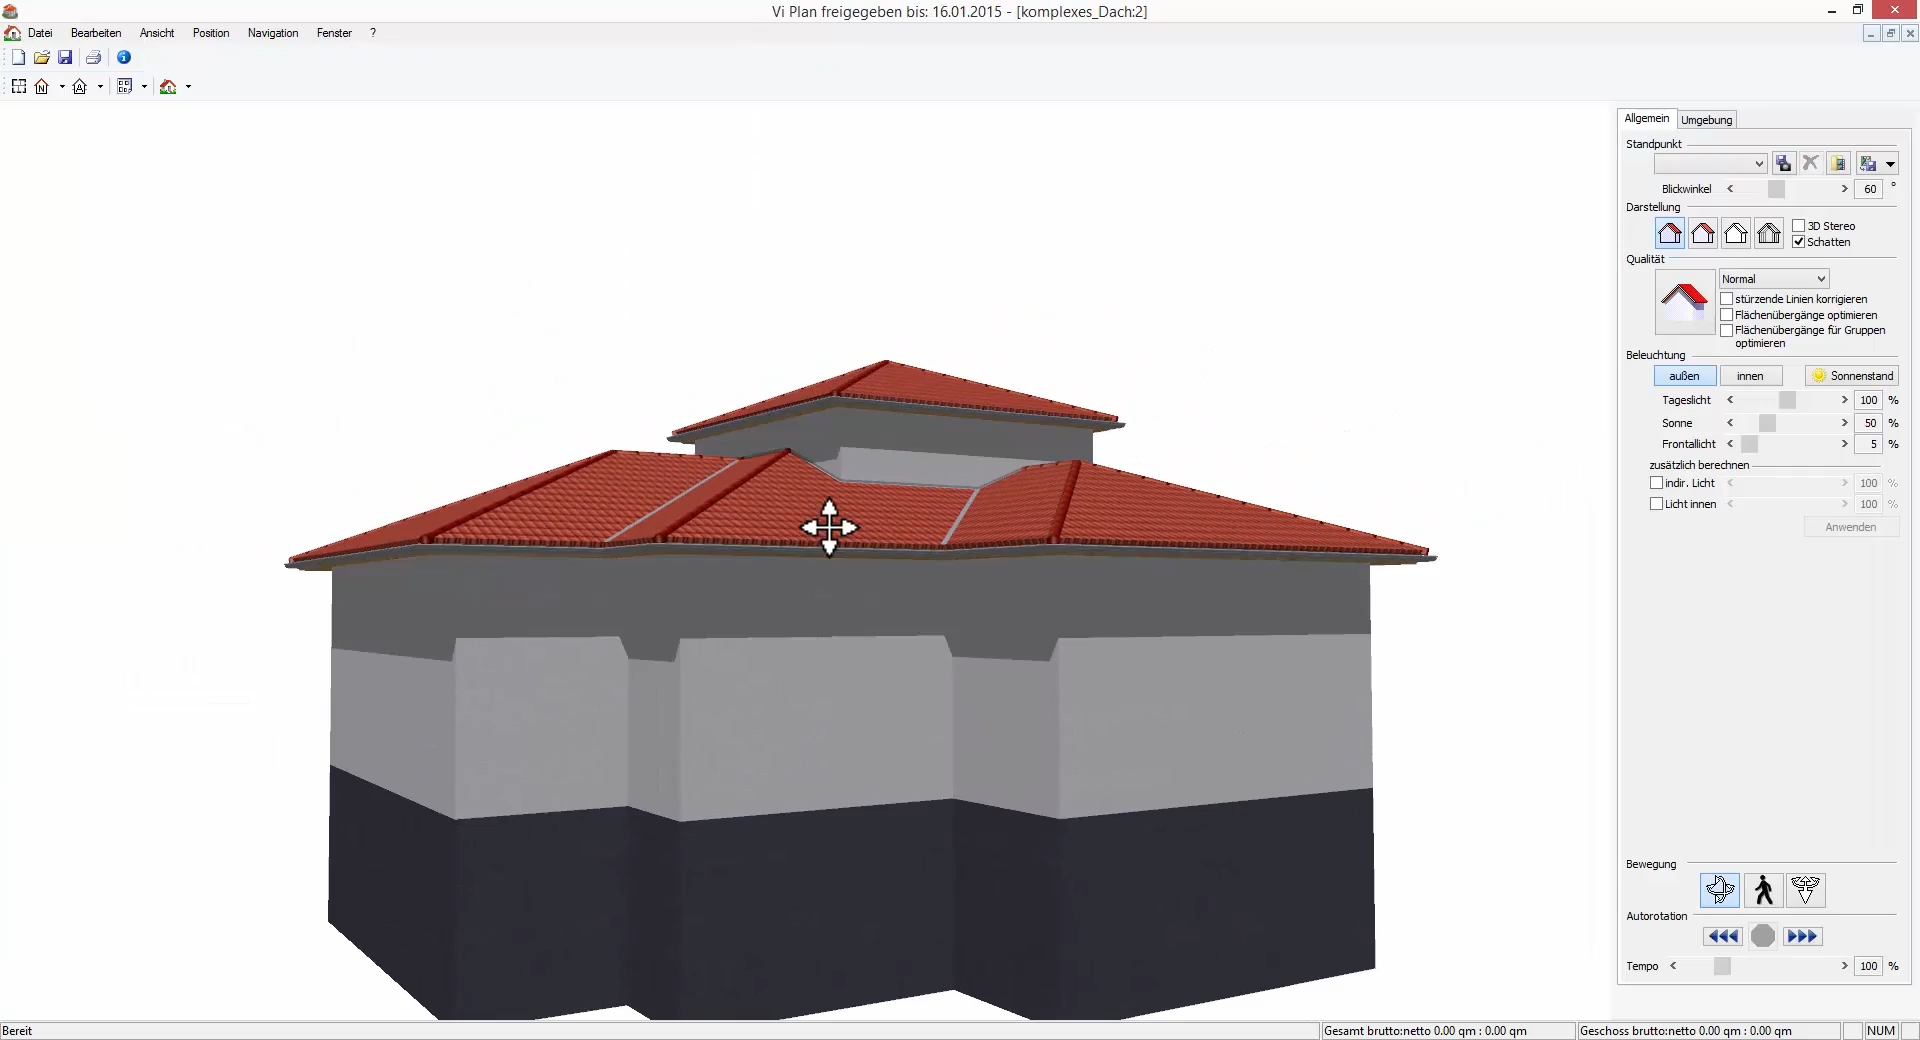 Vi Plan freigegeben bis: 16.01.2015 - [komplexes_Dach:2]
Datei Bearbeiten Ansicht Position Navigation Fenster ?
N A
Allgemein Umgebung
Standpunkt
Blickwinkel < > 60 °
Darstellung
3D Stereo
Schatten
Qualität
Normal
stürzende Linien korrigieren
Flächenübergänge optimieren
Flächenübergänge für Gruppen
optimieren
Beleuchtung
außen innen Sonnenstand
Tageslicht < > 100 %
Sonne < > 50 %
Frontallicht < > 5 %
zusätzlich berechnen
indir. Licht < > 100 %
Licht innen < > 100 %
Anwenden
Bewegung
Autorotation
Tempo < > 100 %
Bereit Gesamt brutto:netto 0.00 qm : 0.00 qm Geschoss brutto:netto 0.00 qm : 0.00 qm NUM